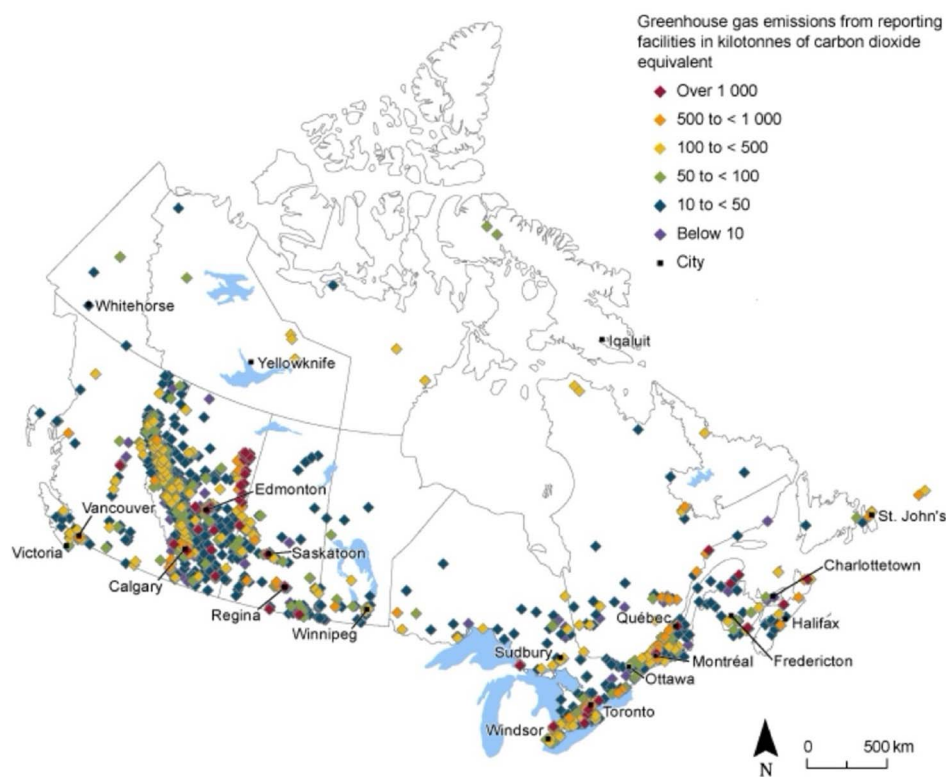 Greenhouse gas emissions from reporting
facilities in kilotonnes of carbon dioxide
equivalent
Over 1 000
500 to < 1 000
100 to < 500
50 to < 100
10 to < 50
Below 10
City
Whitehorse
Iqaluit
Yellowknife
Edmonton
Vancouver
St. John's
Victoria
Saskatoon
Charlottetown
Calgary
Regina
Québec
Halifax
Winnipeg
Sudbury
Montréal
Fredericton
Ottawa
Toronto
Windsor
N
0 500 km